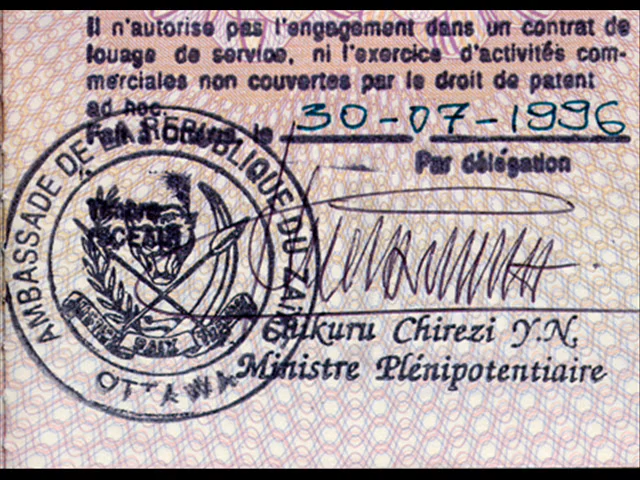 Il n'autorise pas l'engagement dans un contrat de
louage de service, ni l'exercice d'activités com-
merciales non couvertes par le droit de patent
ad hoc.
Fait à Ottawa, le 30-07-1996
Par délégation
AMBASSADE DE LA RÉPUBLIQUE DU ZAÏRE
JUSTICE PAIX TRAVAIL
OTTAWA
Chikuru Chirezi Y.N,
Ministre Plénipotentiaire